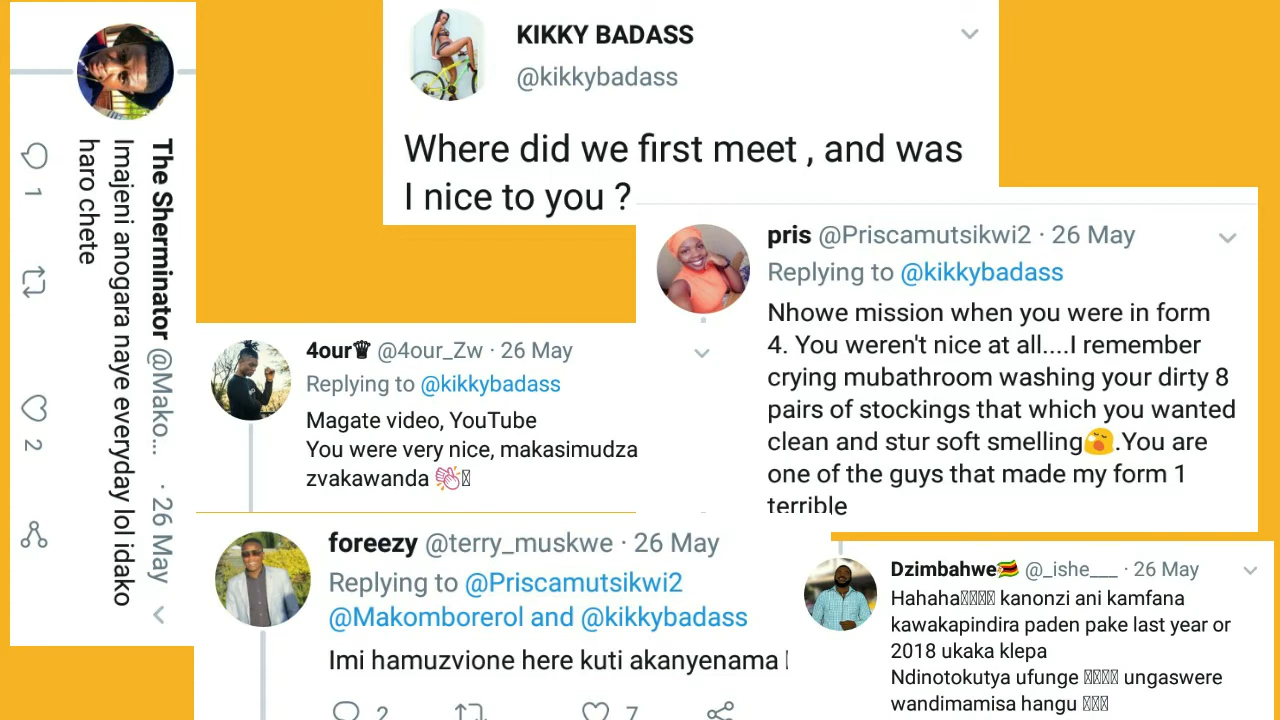 KIKKY BADASS
@kikkybadass
Where did we first meet , and was
I nice to you ?
The Sherminator @Mako... · 26 May
Imajeni anogara naye everyday lol idako
haro chete
1
2
pris @Priscamutsikwi2 · 26 May
Replying to @kikkybadass
Nhowe mission when you were in form
4. You weren't nice at all....I remember
crying mubathroom washing your dirty 8
pairs of stockings that which you wanted
clean and stur soft smelling😪.You are
one of the guys that made my form 1
terrible
4our♛ @4our_Zw · 26 May
Replying to @kikkybadass
Magate video, YouTube
You were very nice, makasimudza
zvakawanda 👏
foreezy @terry_muskwe · 26 May
Replying to @Priscamutsikwi2
@Makomborerol and @kikkybadass
Imi hamuzvione here kuti akanyenama
2
7
Dzimbahwe🇿🇼 @_ishe___ · 26 May
Hahaha kanonzi ani kamfana
kawakapindira paden pake last year or
2018 ukaka klepa
Ndinotokutya ufunge ungaswere
wandimamisa hangu